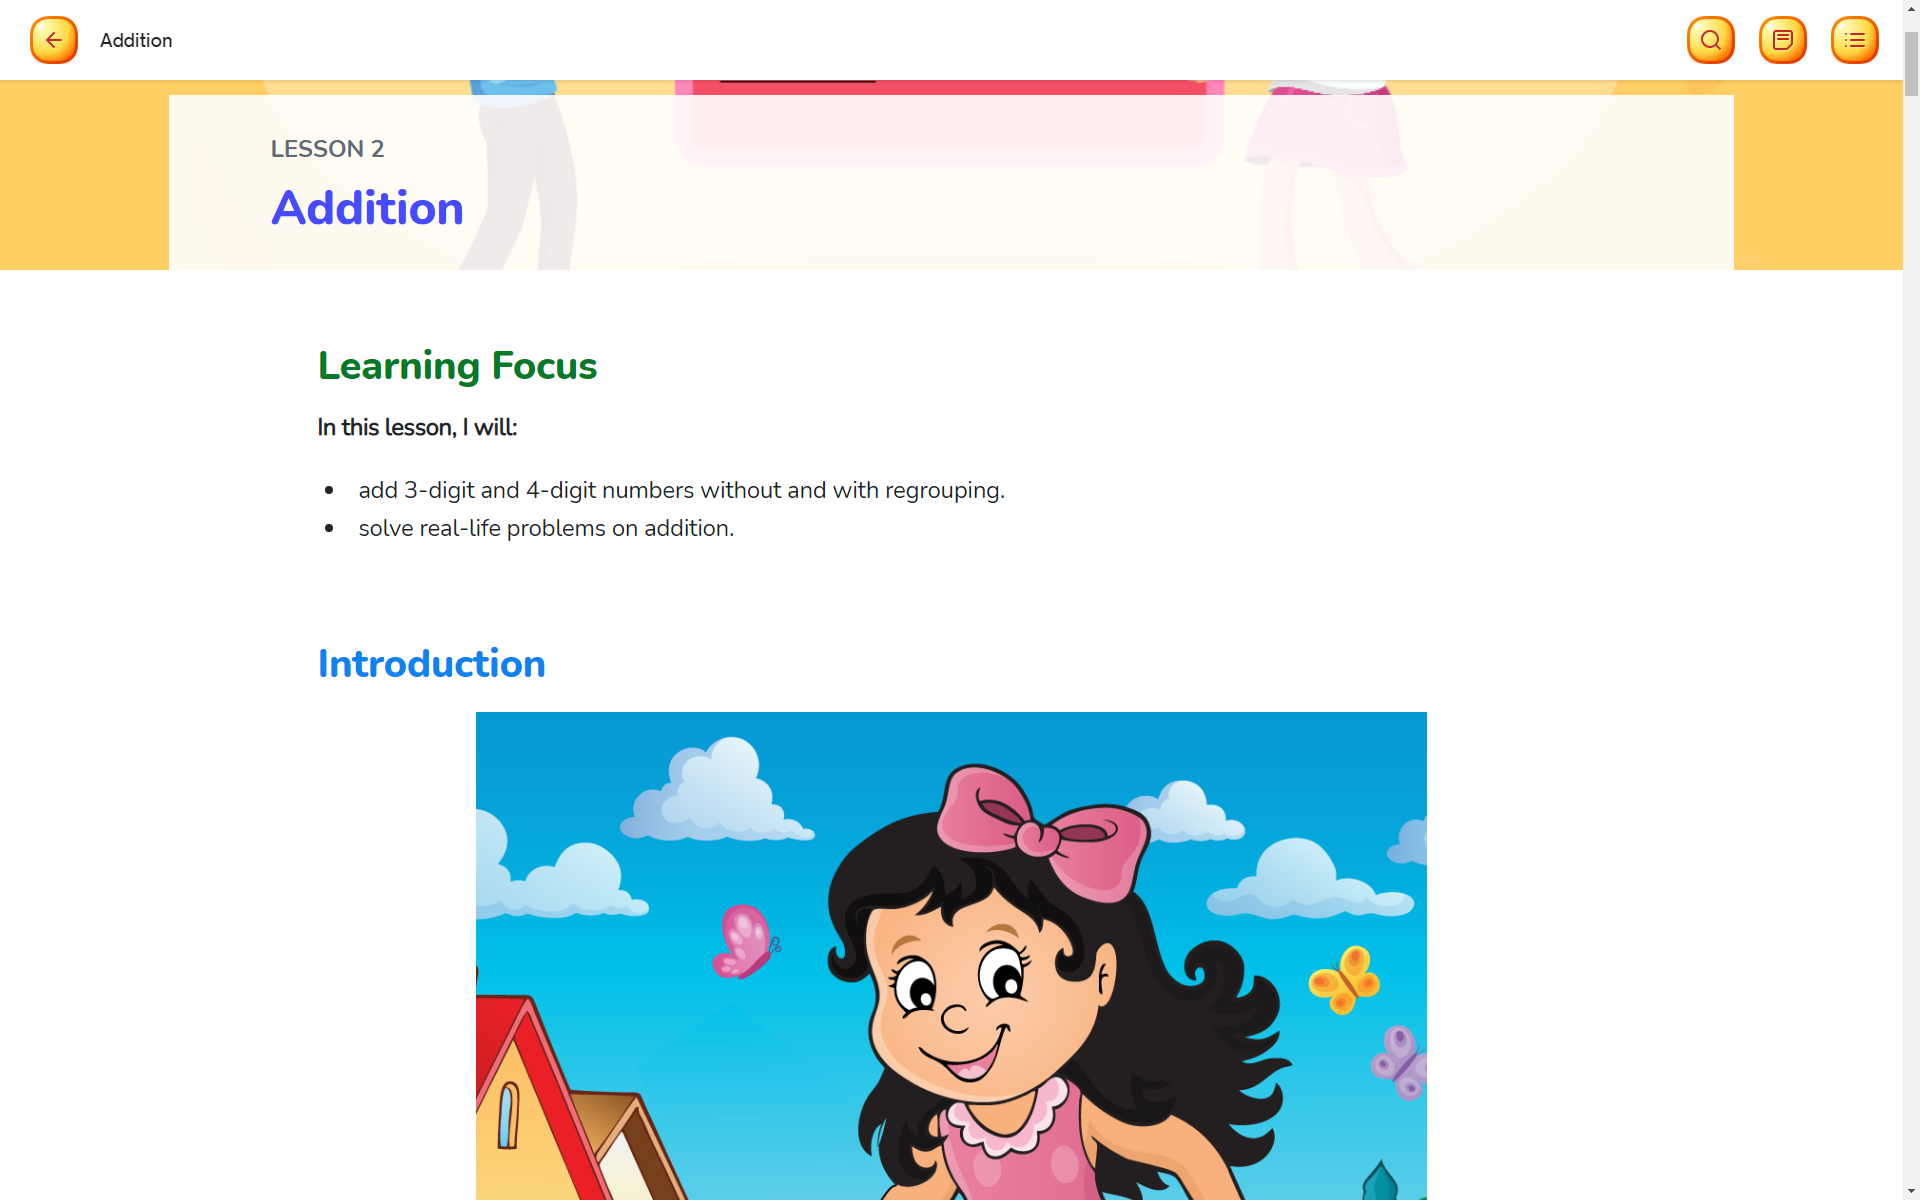 Addition
LESSON 2
Addition
Learning Focus
In this lesson, I will:
add 3-digit and 4-digit numbers without and with regrouping.
solve real-life problems on addition.
Introduction